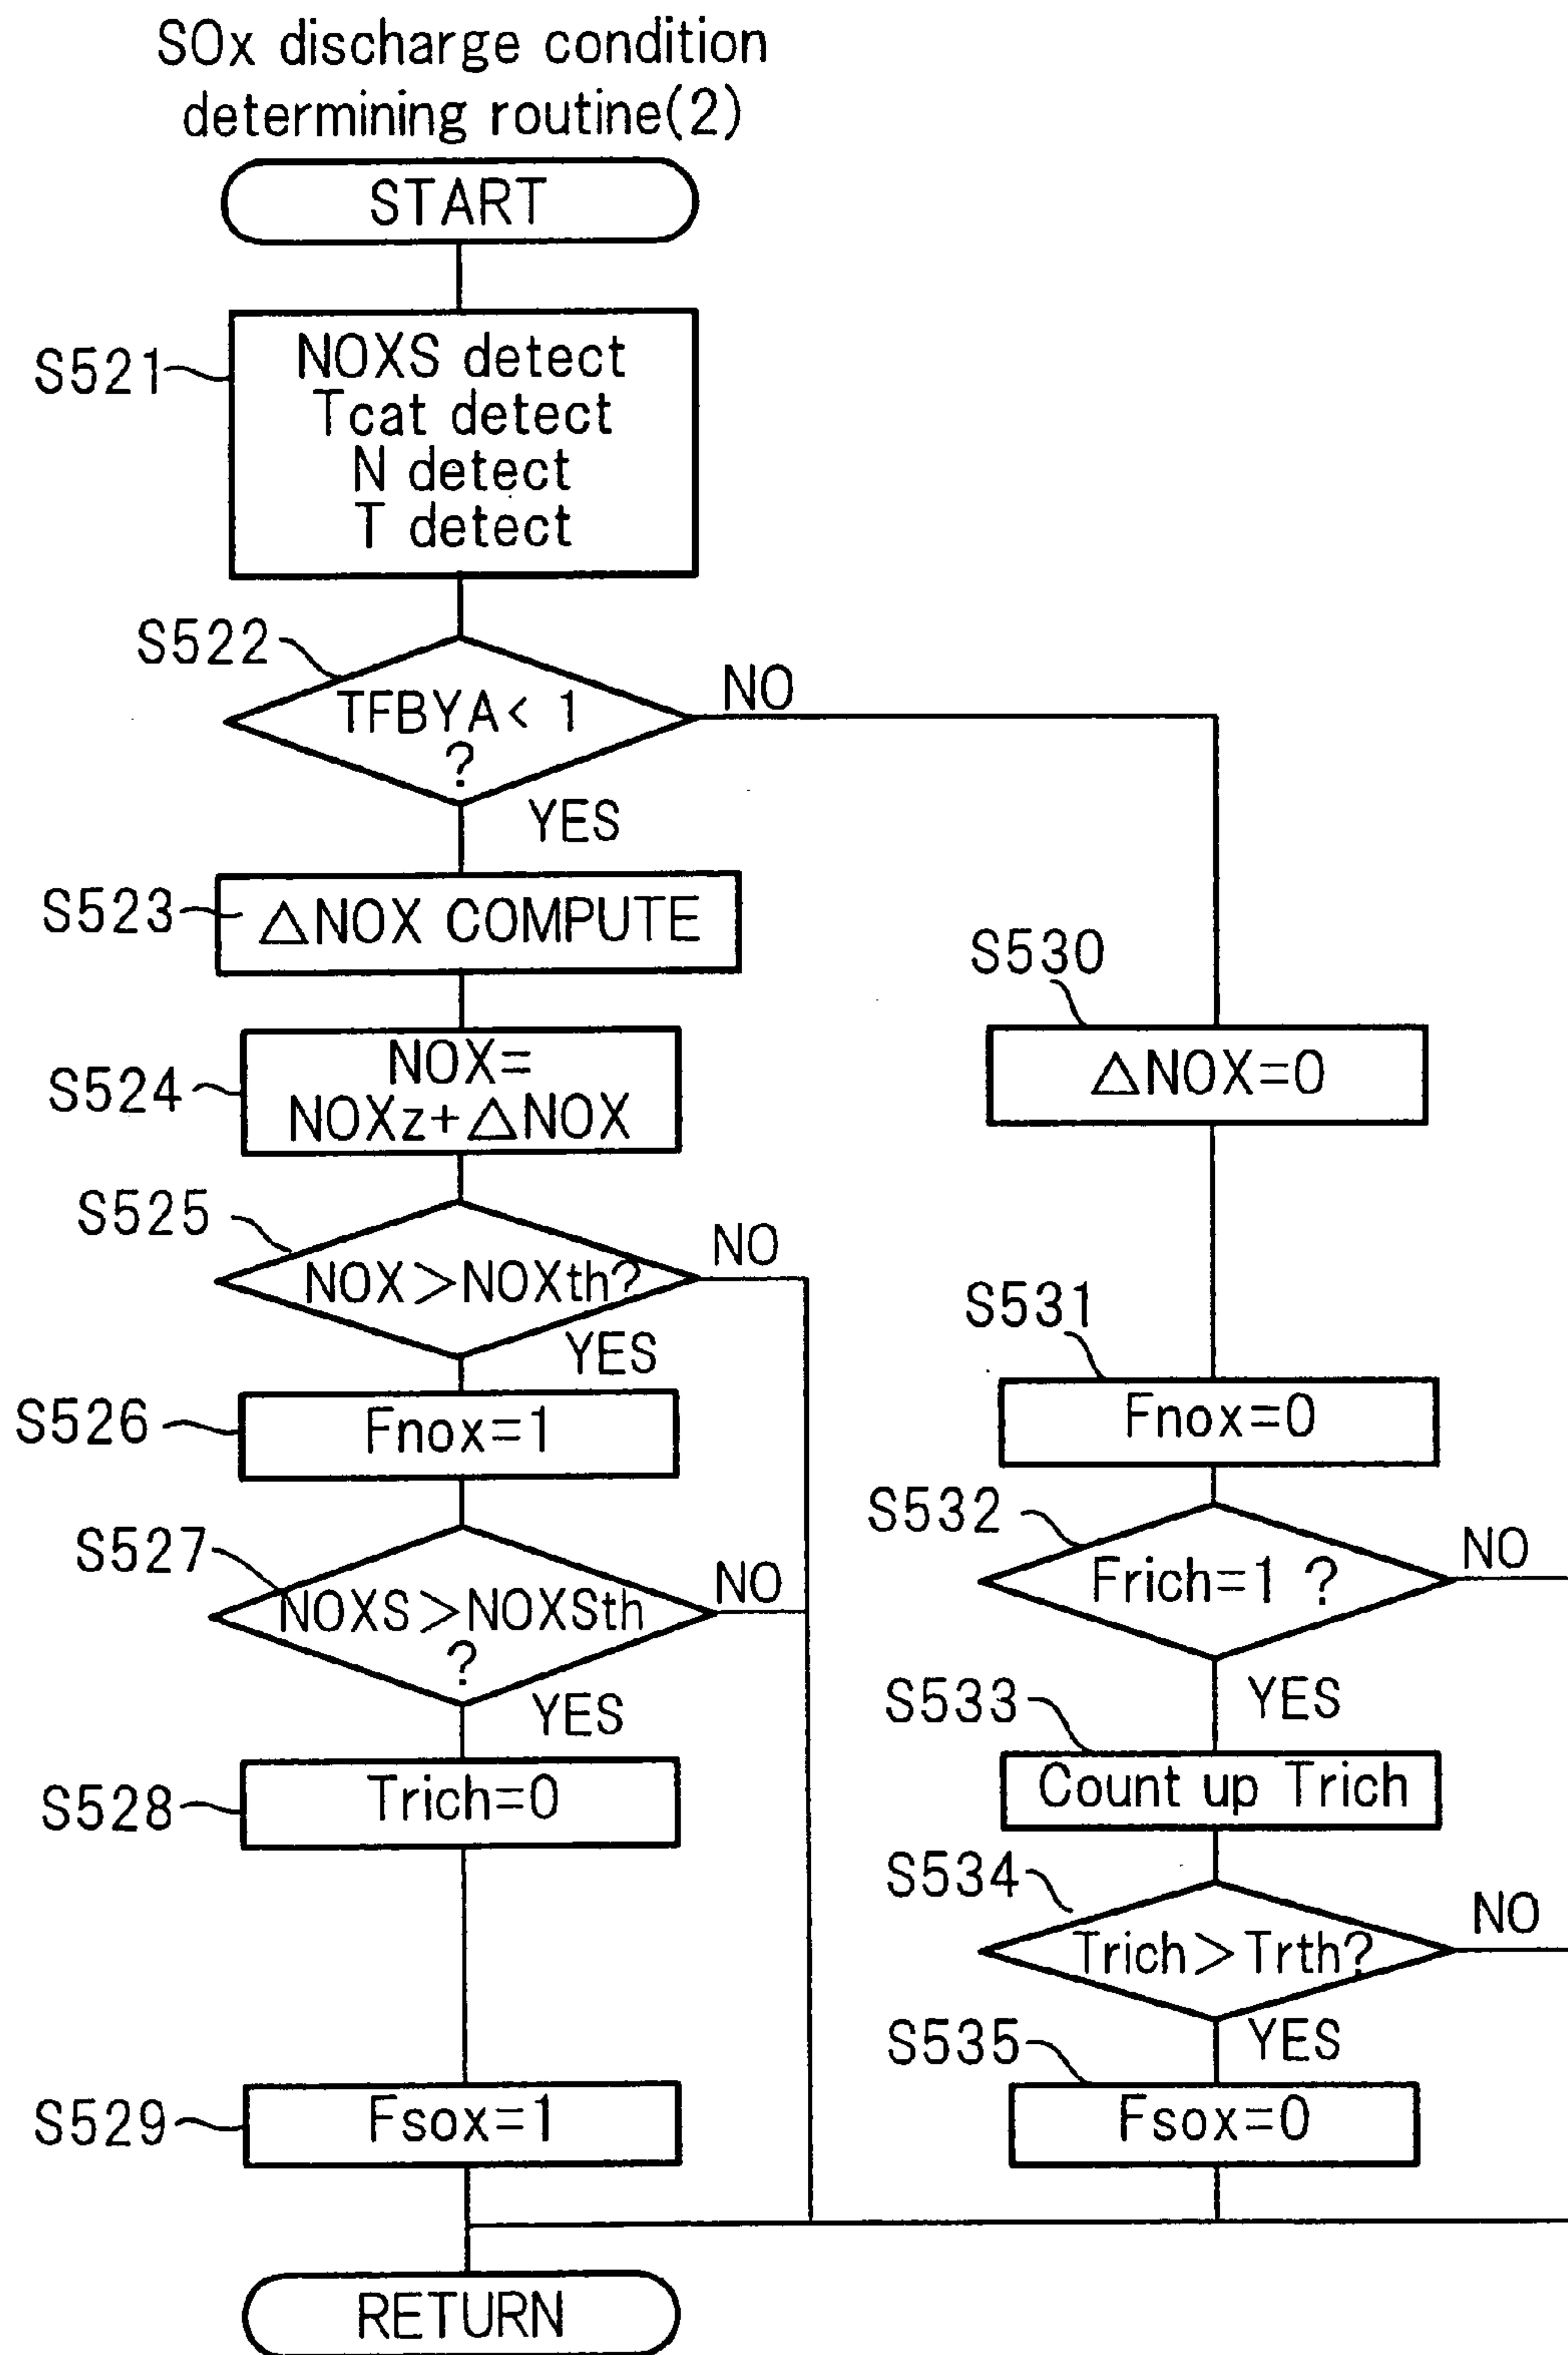 SOx discharge condition
determining routine(2)
START
S521
NOXS detect
Tcat detect
N detect
T detect
S522
TFBYA< 1
?
NO
YES
S523
△NOX COMPUTE
S524
NOX=
NOXz+△NOX
S525
NOX>NOXth?
NO
YES
S526
Fnox=1
S527
NOXS>NOXSth
?
NO
YES
S528
Trich=0
S529
Fsox=1
S530
△NOX=0
S531
Fnox=0
S532
Frich=1 ?
NO
YES
S533
Count up Trich
S534
Trich>Trth?
NO
YES
S535
Fsox=0
RETURN